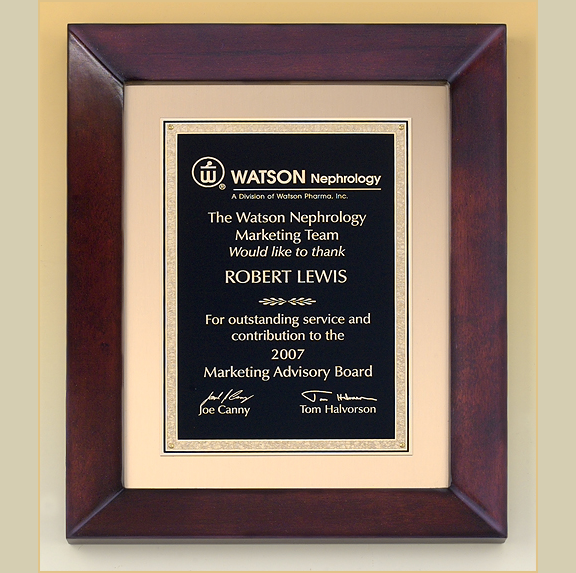 WATSON Nephrology
A Division of Watson Pharma, Inc.
The Watson Nephrology
Marketing Team
Would like to thank
ROBERT LEWIS
For outstanding service and
contribution to the
2007
Marketing Advisory Board
Joe Canny Tom Halvorson